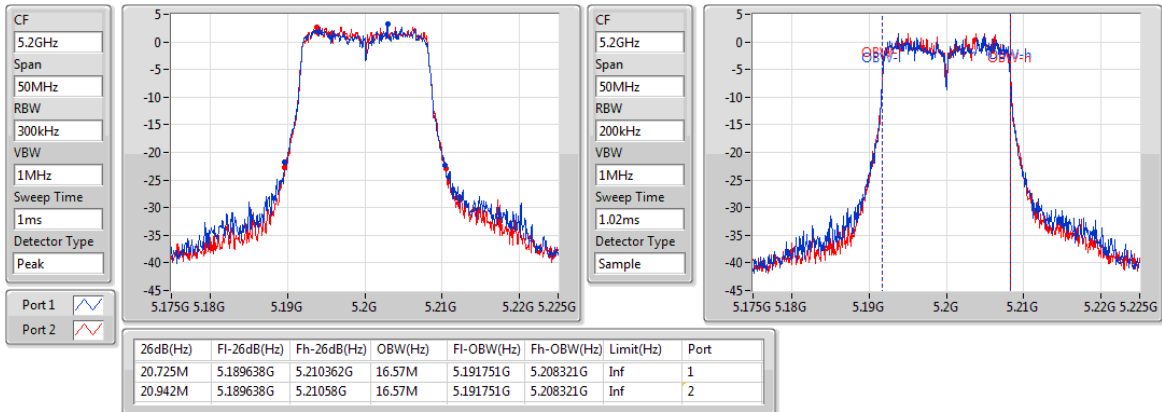 CF
5.2GHz
Span
50MHz
RBW
300kHz
VBW
1MHz
Sweep Time
1ms
Detector Type
Peak
Port 1
Port 2
5
0
-5
-10
-15
-20
-25
-30
-35
-40
-45
5.175G 5.18G 5.19G 5.2G 5.21G 5.22G 5.225G
CF
5.2GHz
Span
50MHz
RBW
200kHz
VBW
1MHz
Sweep Time
1.02ms
Detector Type
Sample
5
0
-5
-10
-15
-20
-25
-30
-35
-40
-45
OBW-l OBW-h
5.175G 5.18G 5.19G 5.2G 5.21G 5.22G 5.225G
26dB(Hz) Fl-26dB(Hz) Fh-26dB(Hz) OBW(Hz) Fl-OBW(Hz) Fh-OBW(Hz) Limit(Hz) Port
20.725M 5.189638G 5.210362G 16.57M 5.191751G 5.208321G Inf 1
20.942M 5.189638G 5.21058G 16.57M 5.191751G 5.208321G Inf 2